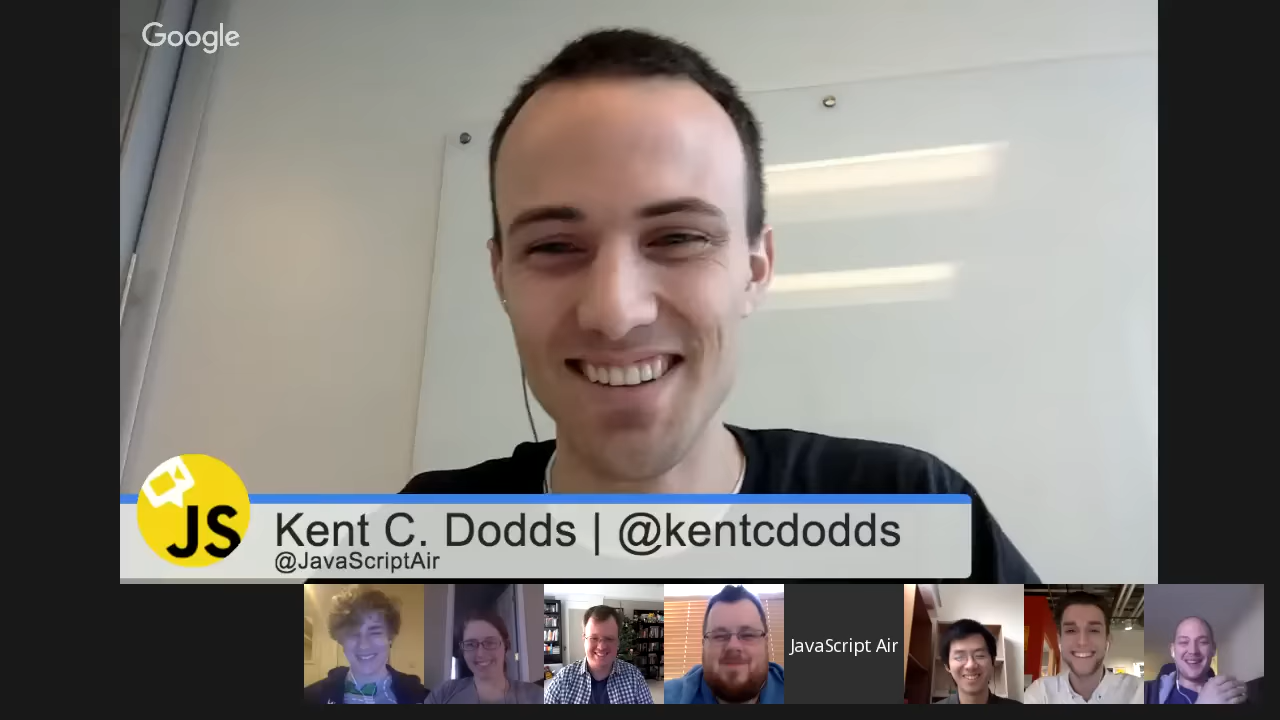 Google
JS
Kent C. Dodds | @kentcdodds
@JavaScriptAir
JavaScript Air